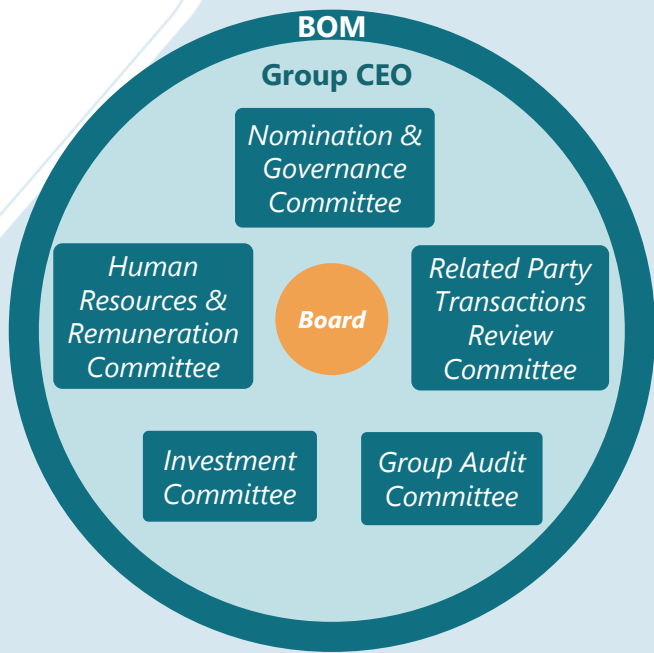 BOM
Group CEO
Nomination &
Governance
Committee
Human
Resources &
Remuneration
Committee
Board
Related Party
Transactions
Review
Committee
Investment
Committee
Group Audit
Committee